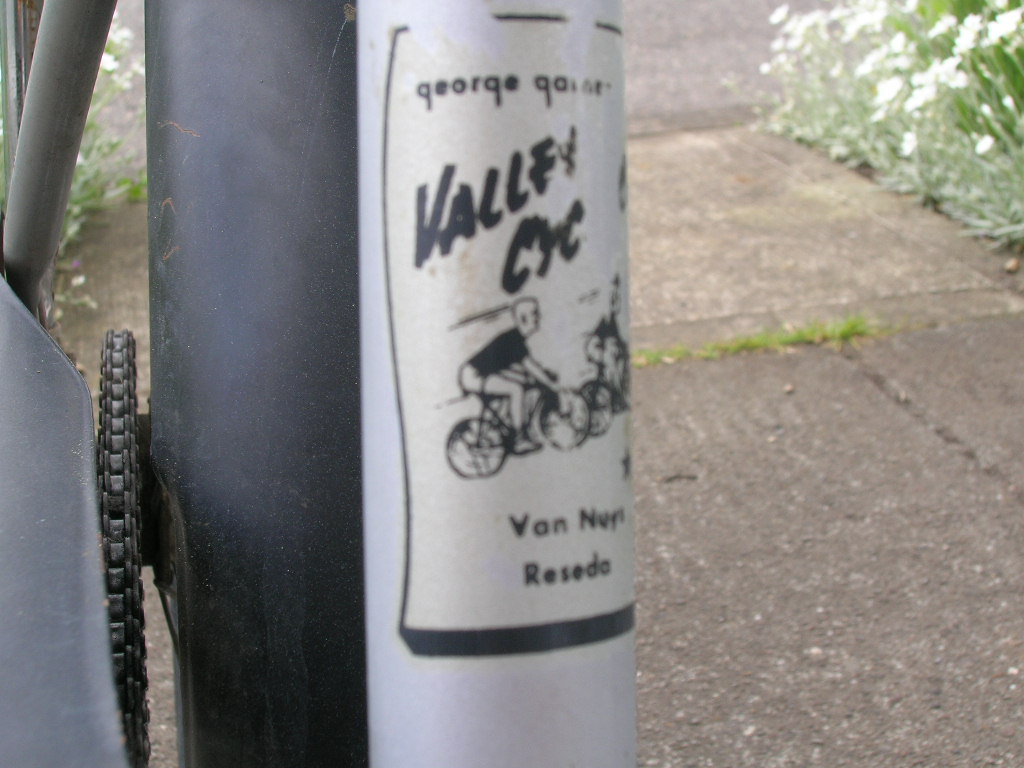 george
VALLEY
CYC
Van Nuys
Reseda